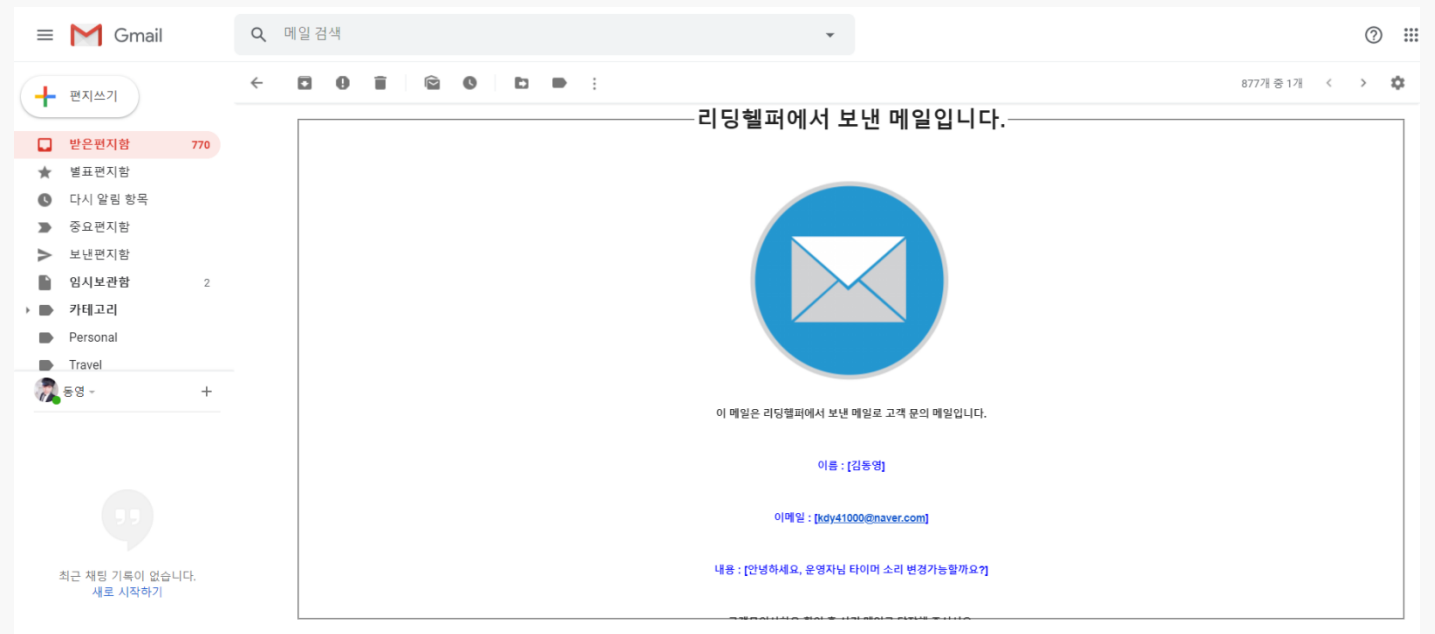 Gmail
메일 검색
편지쓰기
877개 중 1개
받은편지함 770
별표편지함
다시 알림 항목
중요편지함
보낸편지함
임시보관함 2
카테고리
Personal
Travel
동영
최근 채팅 기록이 없습니다.
새로 시작하기
리딩헬퍼에서 보낸 메일입니다.
이 메일은 리딩헬퍼에서 보낸 메일로 고객 문의 메일입니다.
이름 : [김동영]
이메일 : [kdy41000@naver.com]
내용 : [안녕하세요, 운영자님 타이머 소리 변경가능할까요?]